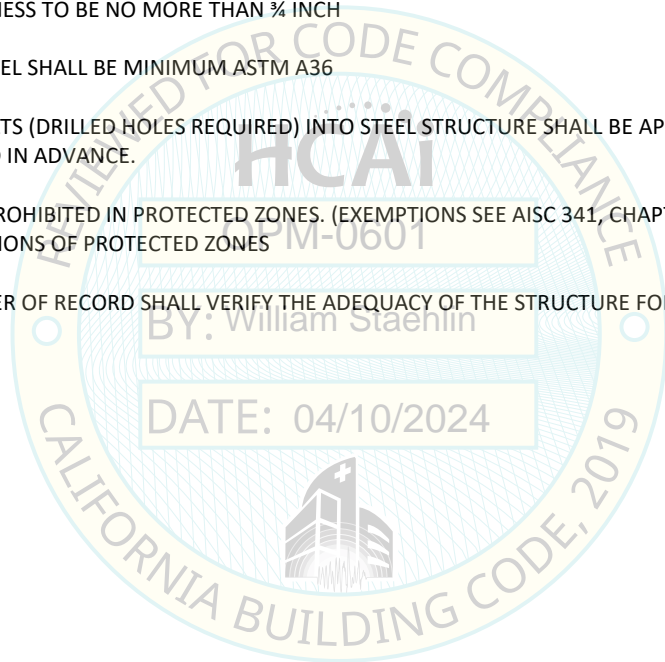 NESS TO BE NO MORE THAN ¾ INCH
EL SHALL BE MINIMUM ASTM A36
TS (DRILLED HOLES REQUIRED) INTO STEEL STRUCTURE SHALL BE AP
IN ADVANCE.
ROHIBITED IN PROTECTED ZONES. (EXEMPTIONS SEE AISC 341, CHAPT
IONS OF PROTECTED ZONES
ER OF RECORD SHALL VERIFY THE ADEQUACY OF THE STRUCTURE FO
REVIEWED FOR CODE COMPLIANCE
HCAi
OPM-0601
BY: William Staehlin
DATE: 04/10/2024
CALIFORNIA BUILDING CODE, 2019